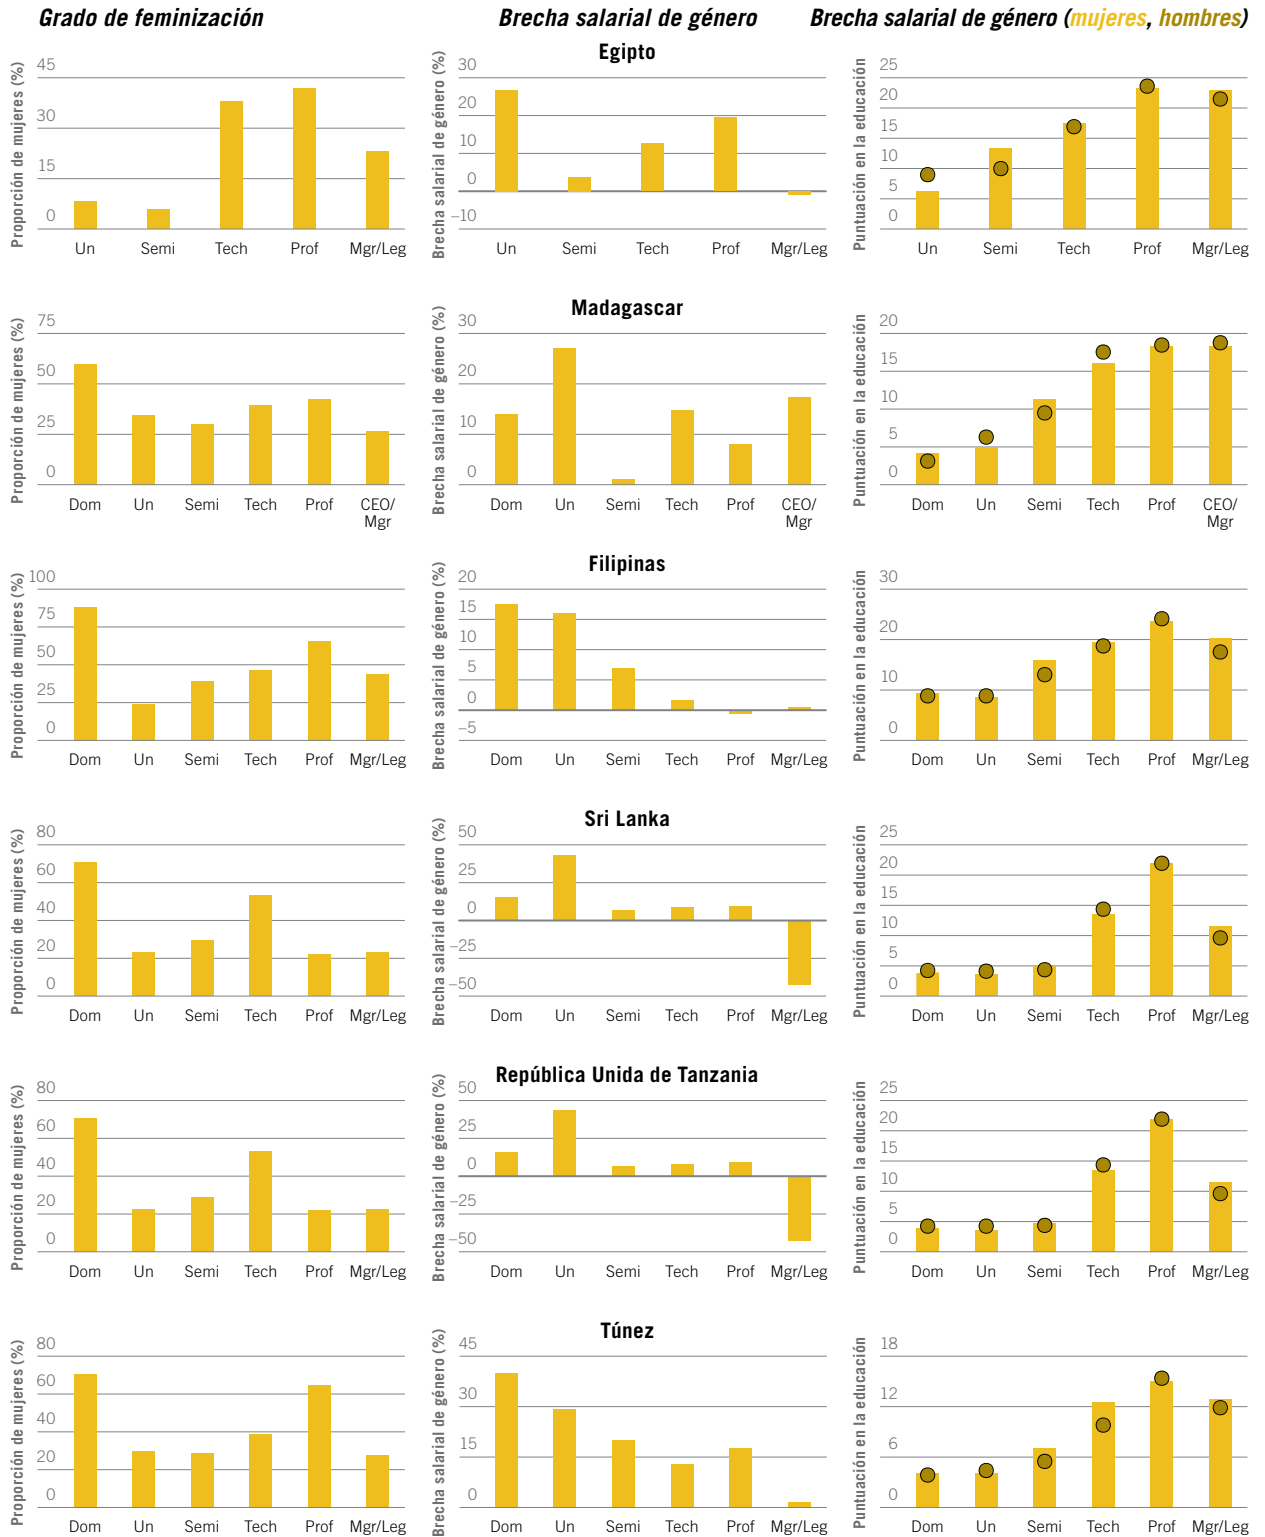 Grado de feminización
Brecha salarial de género
Brecha salarial de género (mujeres, hombres)
Egipto
Proporción de mujeres (%)
45
30
15
0
Un Semi Tech Prof Mgr/Leg
Brecha salarial de género (%)
30
20
10
0
–10
Un Semi Tech Prof Mgr/Leg
Puntuación en la educación
25
20
15
10
5
0
Un Semi Tech Prof Mgr/Leg
Madagascar
Proporción de mujeres (%)
75
50
25
0
Dom Un Semi Tech Prof CEO/
Mgr
Brecha salarial de género (%)
30
20
10
0
Dom Un Semi Tech Prof CEO/
Mgr
Puntuación en la educación
20
15
10
5
0
Dom Un Semi Tech Prof CEO/
Mgr
Filipinas
Proporción de mujeres (%)
100
75
50
25
0
Dom Un Semi Tech Prof Mgr/Leg
Brecha salarial de género (%)
20
15
10
5
0
–5
Dom Un Semi Tech Prof Mgr/Leg
Puntuación en la educación
30
20
10
0
Dom Un Semi Tech Prof Mgr/Leg
Sri Lanka
Proporción de mujeres (%)
80
60
40
20
0
Dom Un Semi Tech Prof Mgr/Leg
Brecha salarial de género (%)
50
25
0
–25
–50
Dom Un Semi Tech Prof Mgr/Leg
Puntuación en la educación
25
20
15
10
5
0
Dom Un Semi Tech Prof Mgr/Leg
República Unida de Tanzania
Proporción de mujeres (%)
80
60
40
20
0
Dom Un Semi Tech Prof Mgr/Leg
Brecha salarial de género (%)
50
25
0
–25
–50
Dom Un Semi Tech Prof Mgr/Leg
Puntuación en la educación
25
20
15
10
5
0
Dom Un Semi Tech Prof Mgr/Leg
Túnez
Proporción de mujeres (%)
80
60
40
20
0
Dom Un Semi Tech Prof Mgr/Leg
Brecha salarial de género (%)
45
30
15
0
Dom Un Semi Tech Prof Mgr/Leg
Puntuación en la educación
18
12
6
0
Dom Un Semi Tech Prof Mgr/Leg